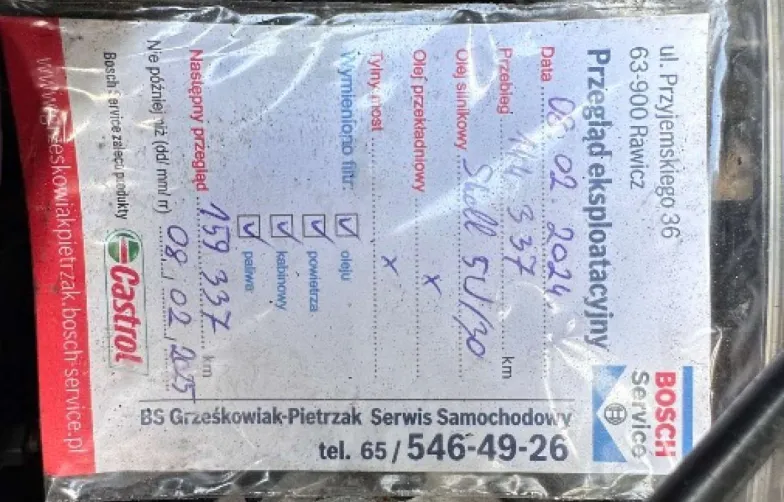 ul. Przyjemskiego 36
63-900 Rawicz
BOSCH
Service
Przegląd eksploatacyjny
Data 08.02.2024
Przebieg 144 337 km
Olej silnikowy Shell 5W/30
Olej przekładniowy x
Tylny most x
Wymieniono filtr:
☑ oleju
☑ powietrza
☑ kabinowy
☑ paliwa
Następny przegląd 159 337 km
Nie później niż (dd/mm/rr) 08.02.2025
Bosch Service zaleca produkty Castrol
www.grzeskowiakpietrzak.bosch-service.pl
BS Grześkowiak-Pietrzak Serwis Samochodowy
tel. 65/546-49-26